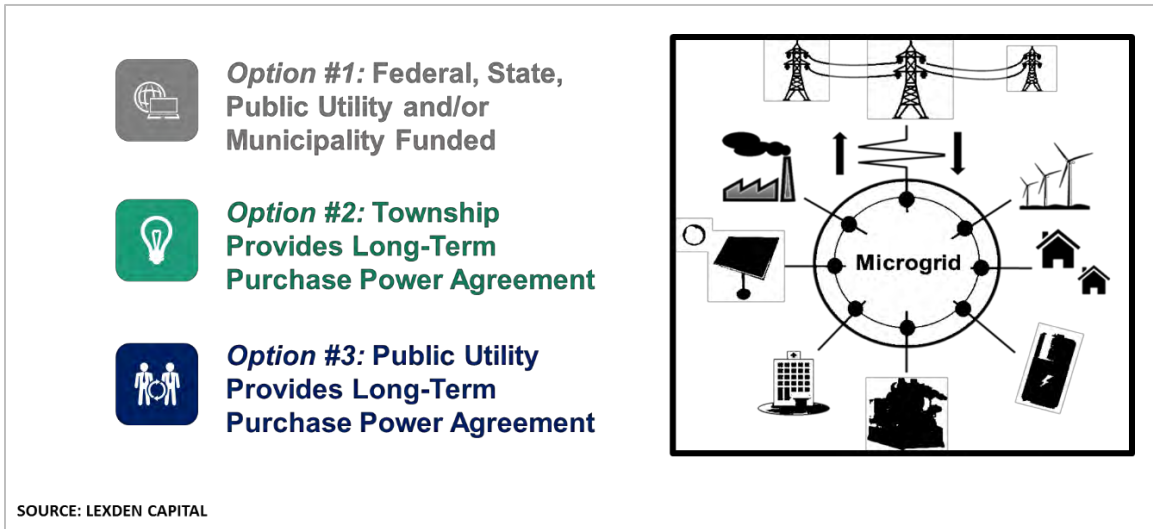 Option #1: Federal, State,
Public Utility and/or
Municipality Funded
Option #2: Township
Provides Long-Term
Purchase Power Agreement
Option #3: Public Utility
Provides Long-Term
Purchase Power Agreement
Microgrid
SOURCE: LEXDEN CAPITAL